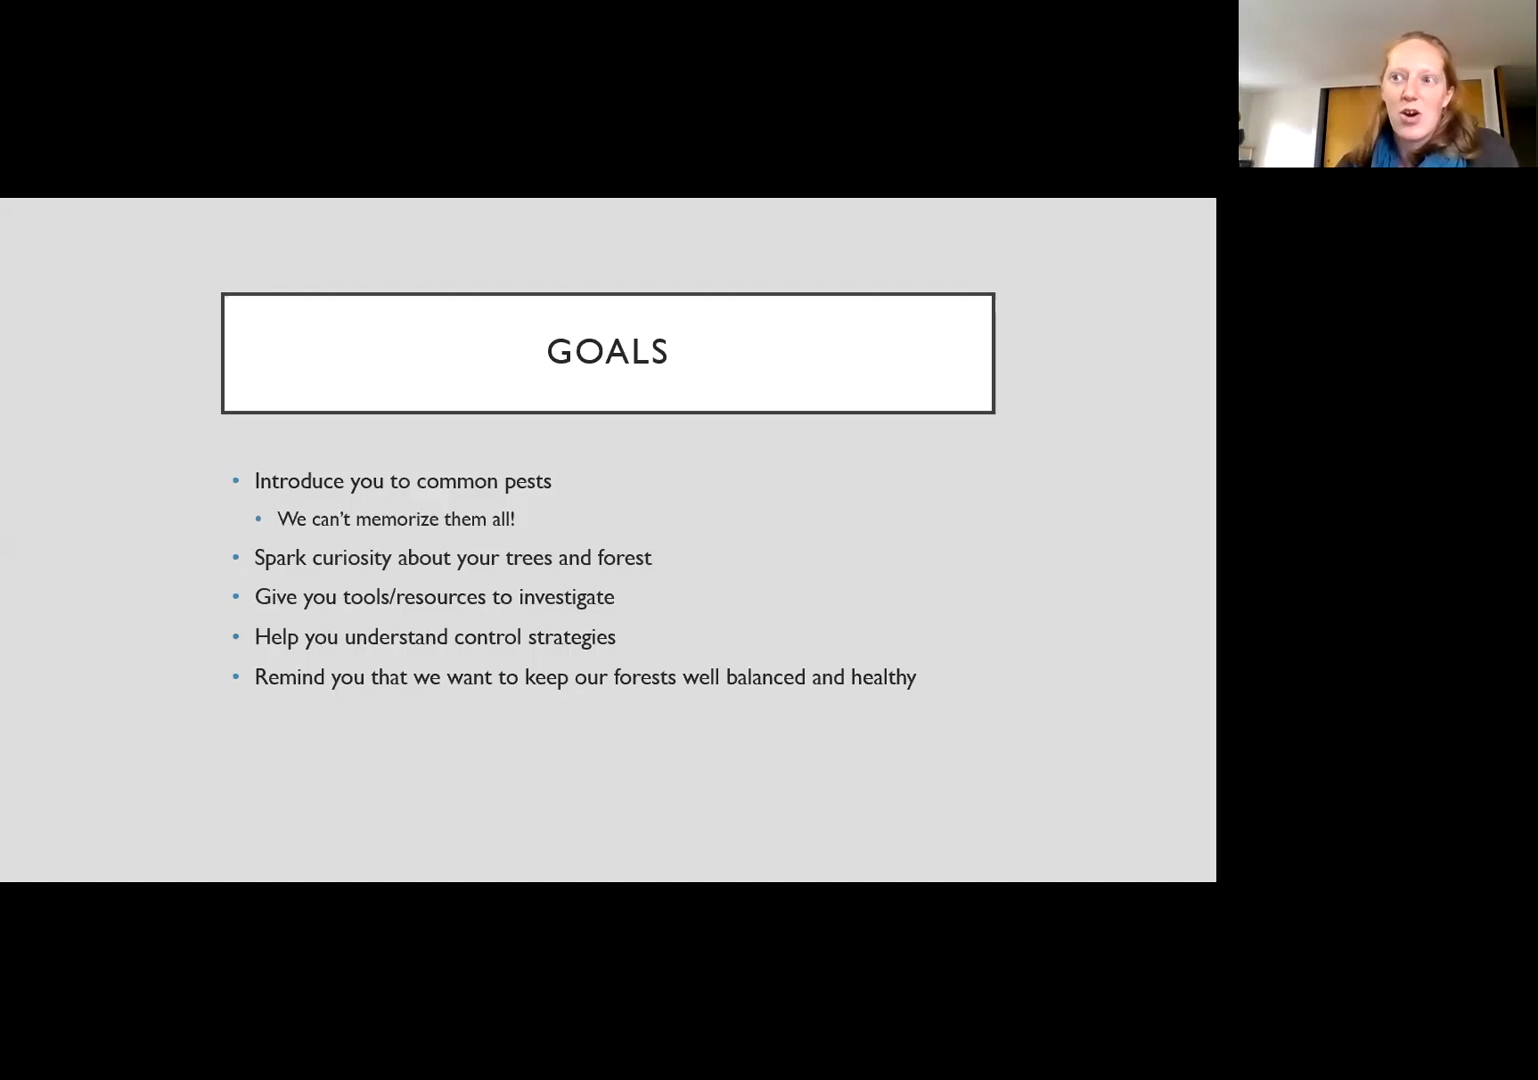 GOALS
• Introduce you to common pests
• We can't memorize them all!
• Spark curiosity about your trees and forest
• Give you tools/resources to investigate
• Help you understand control strategies
• Remind you that we want to keep our forests well balanced and healthy